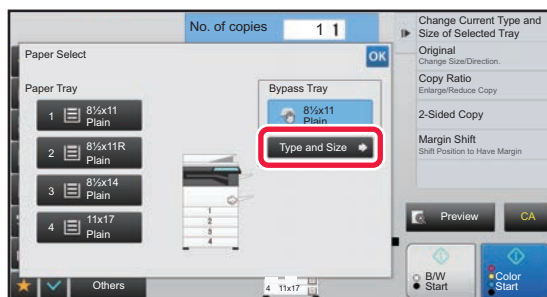 No. of copies
1 1
Paper Select
OK
Paper Tray
1 8½x11
Plain
2 8½x11R
Plain
3 8½x14
Plain
4 11x17
Plain
Bypass Tray
8½x11
Plain
Type and Size
1
2
3
4
Others
4 11x17
Change Current Type and
Size of Selected Tray
Original
Change Size/Direction.
Copy Ratio
Enlarge/Reduce Copy
2-Sided Copy
Margin Shift
Shift Position to Have Margin
Preview
CA
B/W
Start
Color
Start